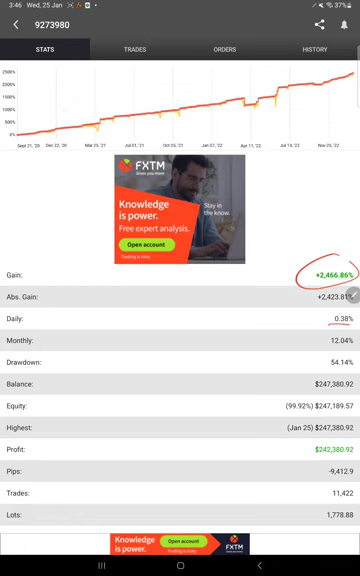 3:46 Wed, 25 Jan 37%
9273980
STATS TRADES ORDERS HISTORY
2500%
2000%
1500%
1000%
500%
0%
Sept 21, '20 Dec 22, '20 Mar 25, '21 Jul 01, '21 Oct 05, '21 Jan 07, '22 Apr 11, '22 Jul 13, '22 Nov 25, '22
FXTM
Gives you More
Knowledge
is power.
Free expert analysis.
Open account
Trading is risky
Stay in
the know.
Gain: +2,466.86%
Abs. Gain: +2,423.81%
Daily: 0.38%
Monthly: 12.04%
Drawdown: 54.14%
Balance: $247,380.92
Equity: (99.92%) $247,189.57
Highest: (Jan 25) $247,380.92
Profit: $242,380.92
Pips: -9,412.9
Trades: 11,422
Lots: 1,778.88
Knowledge
is power.
Open account
Trading is risky
FXTM